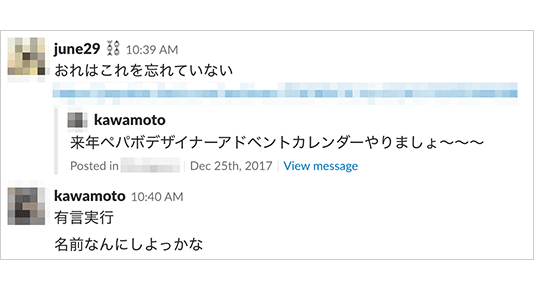 june29 10:39 AM
おれはこれを忘れていない
kawamoto
来年ペパボデザイナーアドベントカレンダーやりましょ〜〜〜
Posted in | Dec 25th, 2017 | View message
kawamoto 10:40 AM
有言実行
名前なんにしよっかな